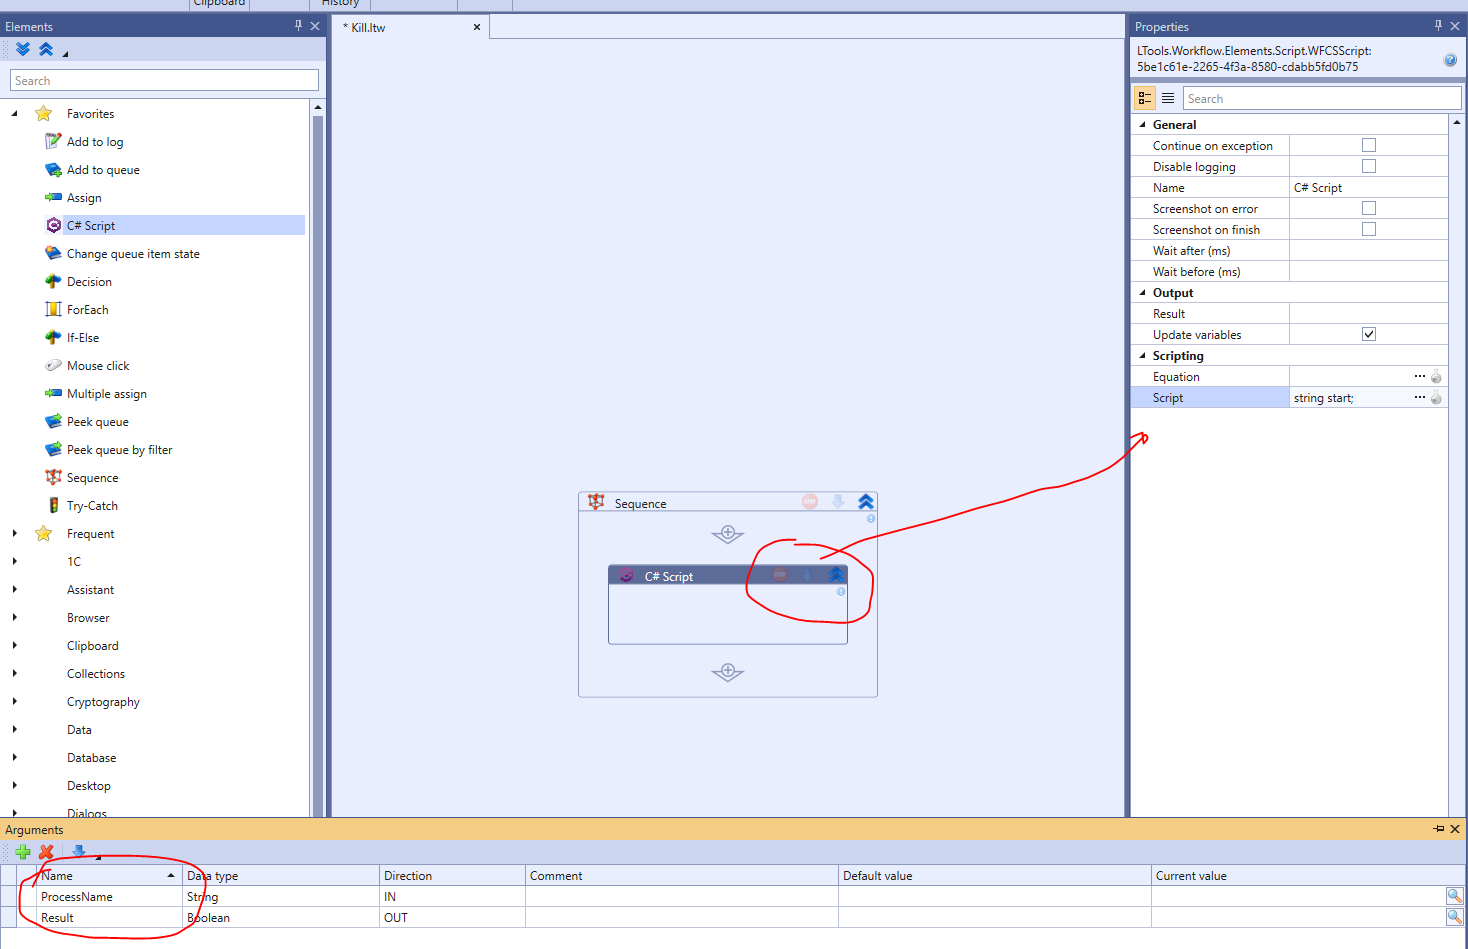 Clipboard
History
Elements
* Kill.ltw
Properties
LTools.Workflow.Elements.Script.WFCSScript:
5be1c61e-2265-4f3a-8580-cdabb5fd0b75
Search
Search
Favorites
Add to log
Add to queue
Assign
C# Script
Change queue item state
Decision
ForEach
If-Else
Mouse click
Multiple assign
Peek queue
Peek queue by filter
Sequence
Try-Catch
Frequent
1C
Assistant
Browser
Clipboard
Collections
Cryptography
Data
Database
Desktop
Dialogs
Sequence
C# Script
General
Continue on exception
Disable logging
Name C# Script
Screenshot on error
Screenshot on finish
Wait after (ms)
Wait before (ms)
Output
Result
Update variables
Scripting
Equation ...
Script string start; ...
Arguments
Name Data type Direction Comment Default value Current value
ProcessName String IN
Result Boolean OUT